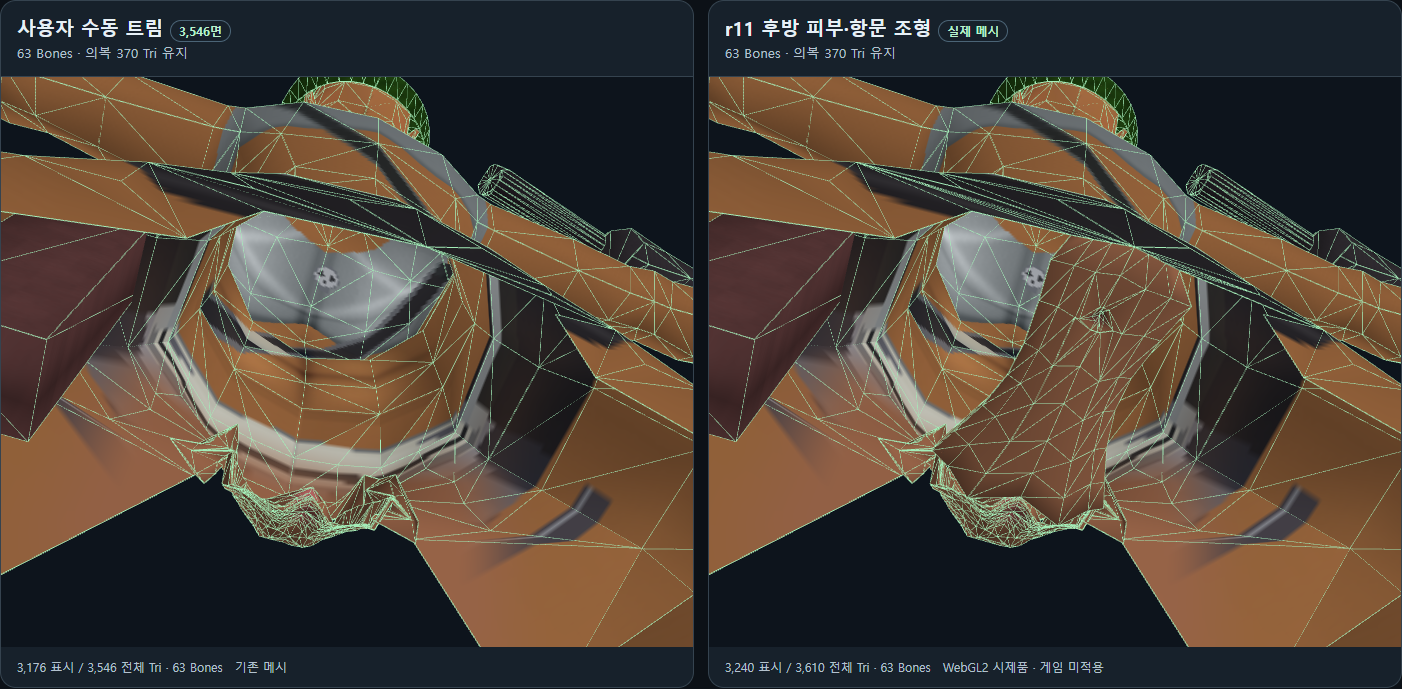 사용자 수동 트림 3,546면
63 Bones · 의복 370 Tri 유지
3,176 표시 / 3,546 전체 Tri · 63 Bones 기존 메시
r11 후방 피부·항문 조형 실제 메시
63 Bones · 의복 370 Tri 유지
3,240 표시 / 3,610 전체 Tri · 63 Bones WebGL2 시제품 · 게임 미적용